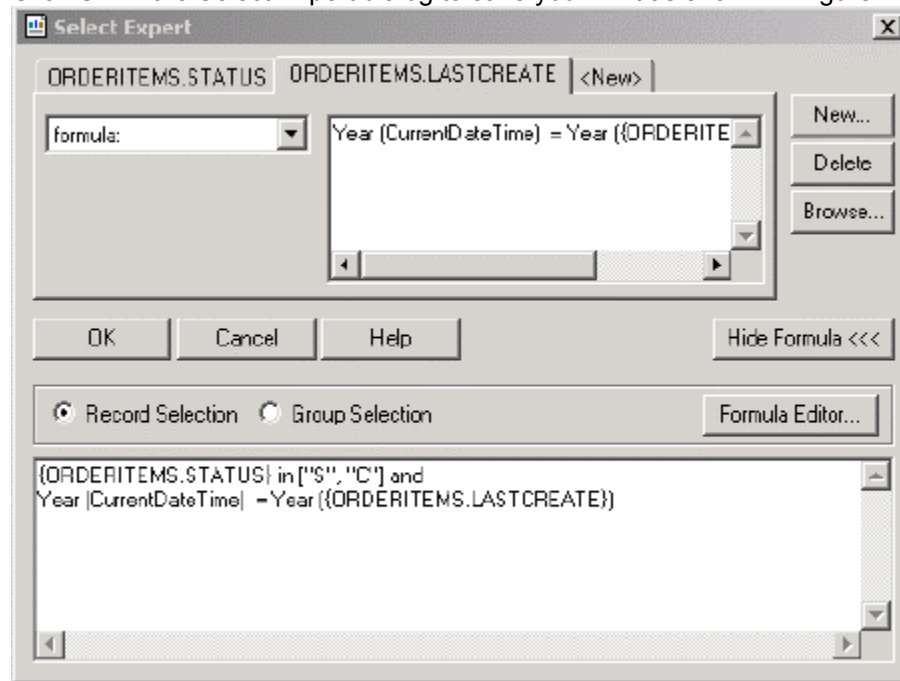 Select Expert
X
ORDERITEMS.STATUS ORDERITEMS.LASTCREATE <New>
formula: Year (CurrentDateTime) = Year ({ORDERITE
New...
Delete
Browse...
OK Cancel Help Hide Formula <<<
Record Selection Group Selection Formula Editor...
{ORDERITEMS.STATUS} in ["S", "C"] and
Year (CurrentDateTime) = Year ({ORDERITEMS.LASTCREATE})